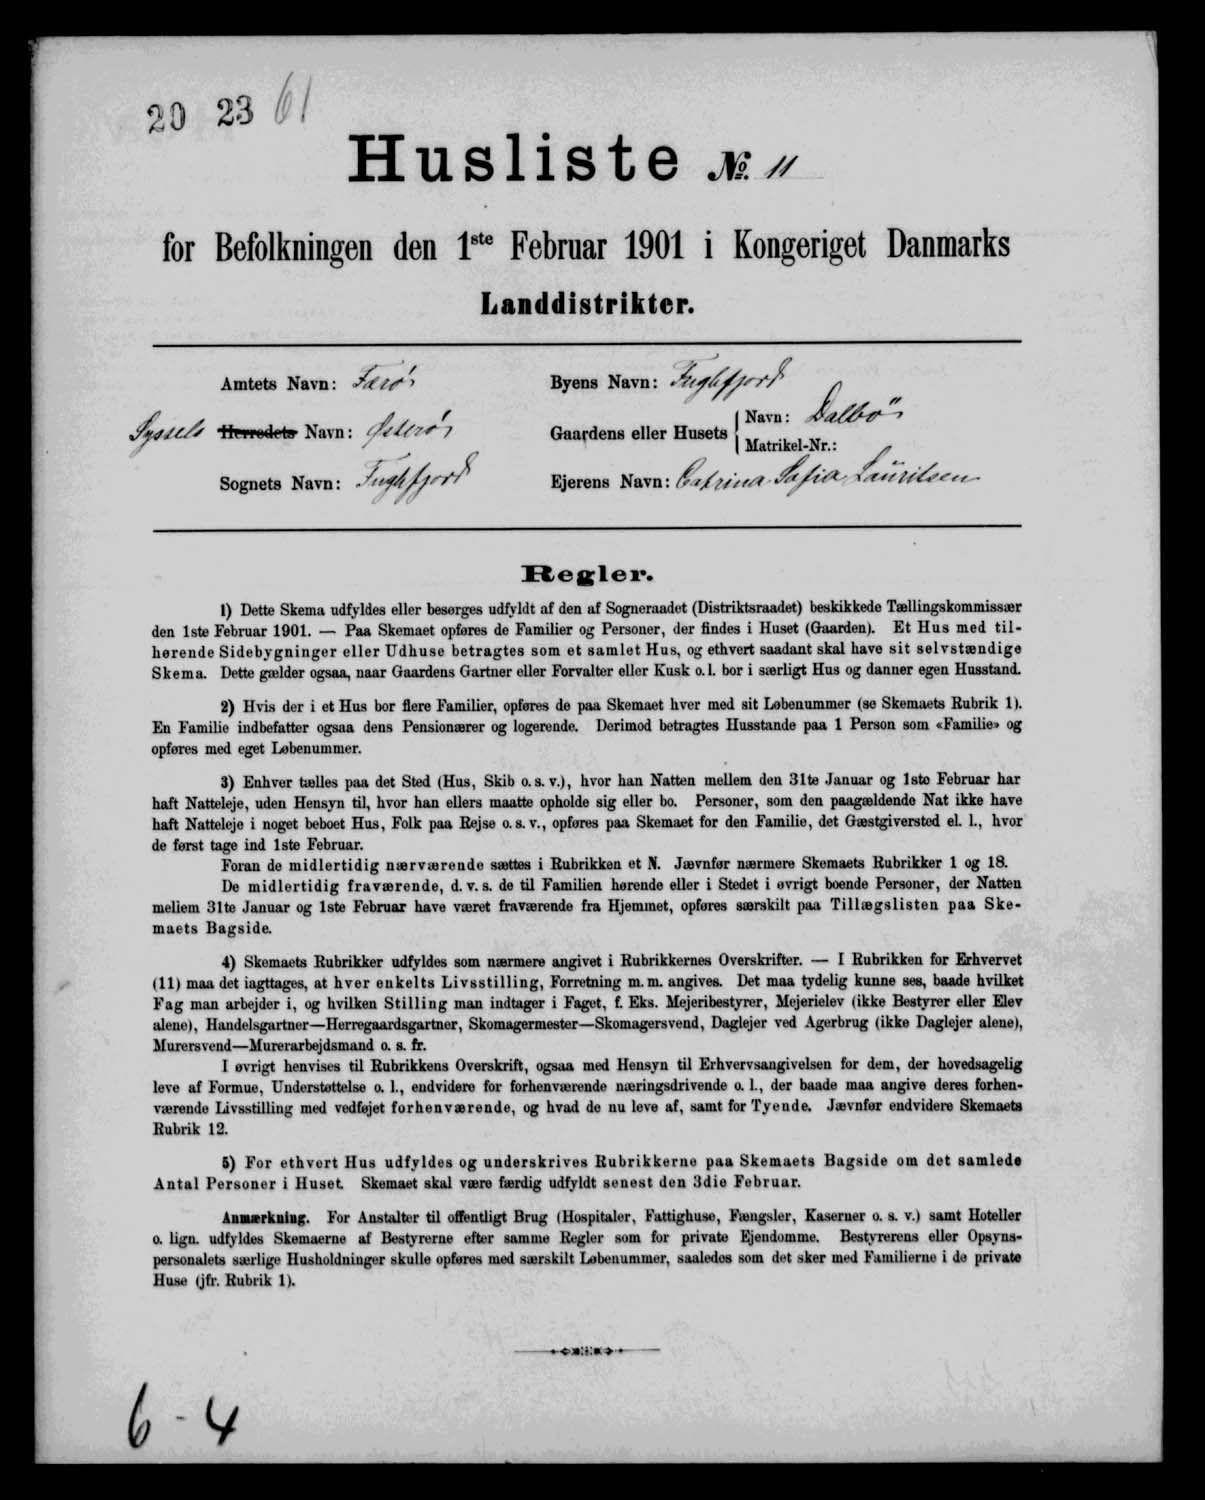 20 23 61
Husliste No. 11
for Befolkningen den 1ste Februar 1901 i Kongeriget Danmarks
Landdistrikter.
Amtets Navn: Færö
Byens Navn: Fuglefjord
Syssels Herredets Navn: Østerö
Gaardens eller Husets Navn: Dalbö
Matrikel-Nr.:
Sognets Navn: Fuglefjord
Ejerens Navn: Catrina Sofia Lauritsen
Regler.
1) Dette Skema udfyldes eller besørges udfyldt af den af Sogneraadet (Distriktsraadet) beskikkede Tællingskommissær
den 1ste Februar 1901. — Paa Skemaet opføres de Familier og Personer, der findes i Huset (Gaarden). Et Hus med til-
hørende Sidebygninger eller Udhuse betragtes som et samlet Hus, og ethvert saadant skal have sit selvstændige
Skema. Dette gælder ogsaa, naar Gaardens Gartner eller Forvalter eller Kusk o. l. bor i særligt Hus og danner egen Husstand.
2) Hvis der i et Hus bor flere Familier, opføres de paa Skemaet hver med sit Løbenummer (se Skemaets Rubrik 1).
En Familie indbefatter ogsaa dens Pensionærer og logerende. Derimod betragtes Husstande paa 1 Person som «Familie» og
opføres med eget Løbenummer.
3) Enhver tælles paa det Sted (Hus, Skib o. s. v.), hvor han Natten mellem den 31te Januar og 1ste Februar har
haft Natteleje, uden Hensyn til, hvor han ellers maatte opholde sig eller bo. Personer, som den paagældende Nat ikke have
haft Natteleje i noget beboet Hus, Folk paa Rejse o. s. v., opføres paa Skemaet for den Familie, det Gæstgiversted el. l., hvor
de først tage ind 1ste Februar.
Foran de midlertidig nærværende sættes i Rubrikken et N. Jævnfør nærmere Skemaets Rubrikker 1 og 18.
De midlertidig fraværende, d. v. s. de til Familien hørende eller i Stedet i øvrigt boende Personer, der Natten
mellem 31te Januar og 1ste Februar have været fraværende fra Hjemmet, opføres særskilt paa Tillægslisten paa Ske-
maets Bagside.
4) Skemaets Rubrikker udfyldes som nærmere angivet i Rubrikkernes Overskrifter. — I Rubrikken for Erhvervet
(11) maa det iagttages, at hver enkelts Livsstilling, Forretning m. m. angives. Det maa tydelig kunne ses, baade hvilket
Fag man arbejder i, og hvilken Stilling man indtager i Faget, f. Eks. Mejeribestyrer, Mejerielev (ikke Bestyrer eller Elev
alene), Handelsgartner—Herregaardsgartner, Skomagermester—Skomagersvend, Daglejer ved Agerbrug (ikke Daglejer alene),
Murersvend—Murerarbejdsmand o. s. fr.
I øvrigt henvises til Rubrikkens Overskrift, ogsaa med Hensyn til Erhvervsangivelsen for dem, der hovedsagelig
leve af Formue, Understøttelse o. l., endvidere for forhenværende næringsdrivende o. l., der baade maa angive deres forhen-
værende Livsstilling med vedføjet forhenværende, og hvad de nu leve af, samt for Tyende. Jævnfør endvidere Skemaets
Rubrik 12.
5) For ethvert Hus udfyldes og underskrives Rubrikkerne paa Skemaets Bagside om det samlede
Antal Personer i Huset. Skemaet skal være færdig udfyldt senest den 3die Februar.
Anmærkning. For Anstalter til offentligt Brug (Hospitaler, Fattighuse, Fængsler, Kaserner o. s. v.) samt Hoteller
o. lign. udfyldes Skemaerne af Bestyrerne efter samme Regler som for private Ejendomme. Bestyrerens eller Opsyns-
personalets særlige Husholdninger skulle opføres med særskilt Løbenummer, saaledes som det sker med Familierne i de private
Huse (jfr. Rubrik 1).
6 - 4